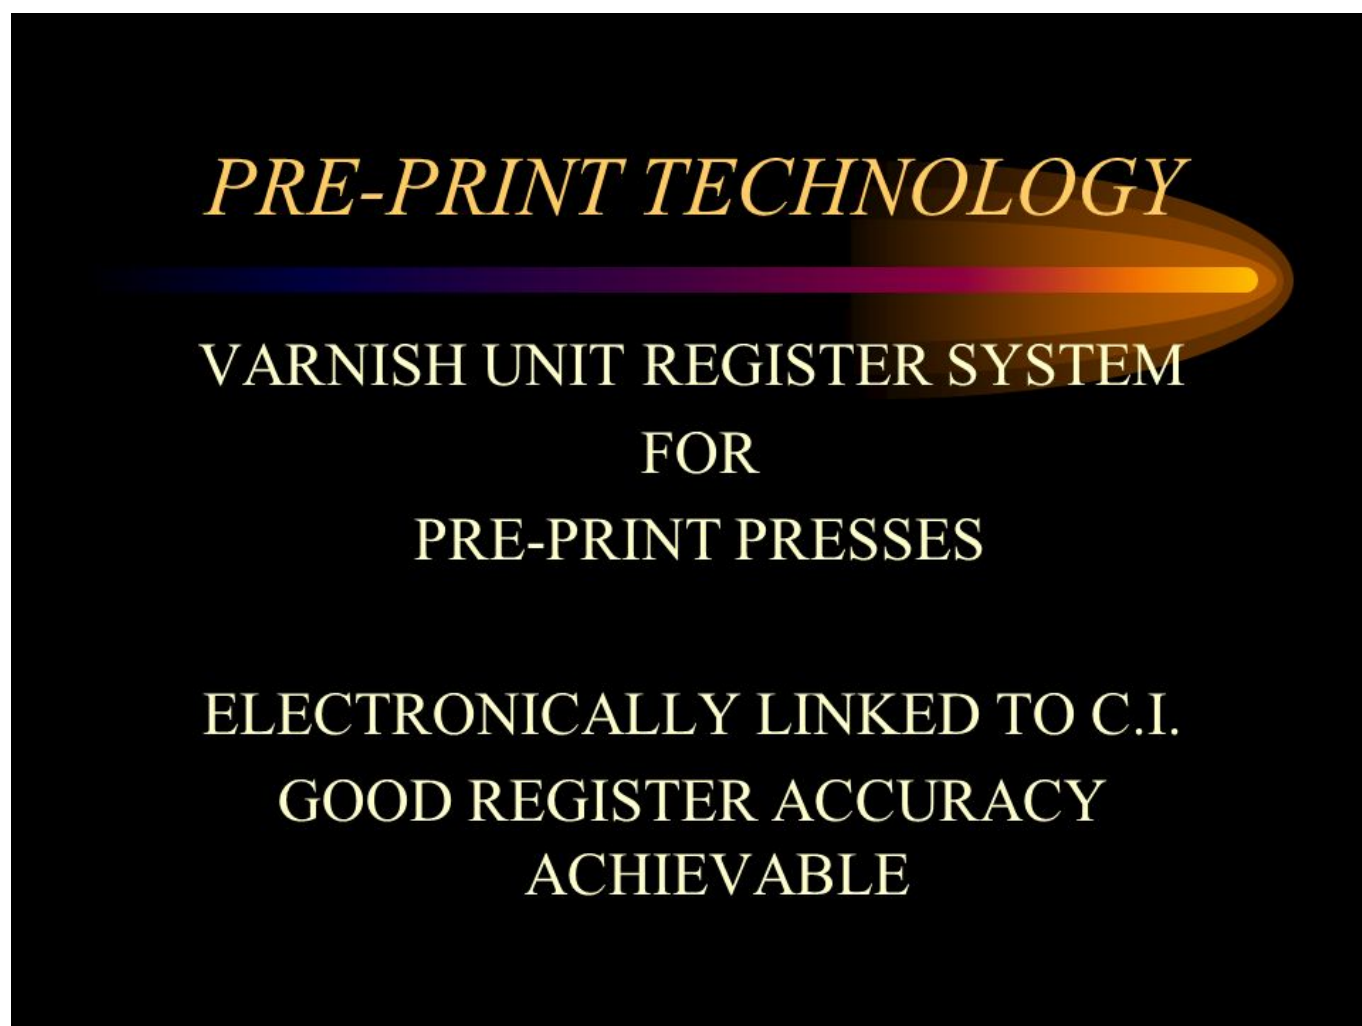 PRE-PRINT TECHNOLOGY
VARNISH UNIT REGISTER SYSTEM
FOR
PRE-PRINT PRESSES
ELECTRONICALLY LINKED TO C.I.
GOOD REGISTER ACCURACY
ACHIEVABLE